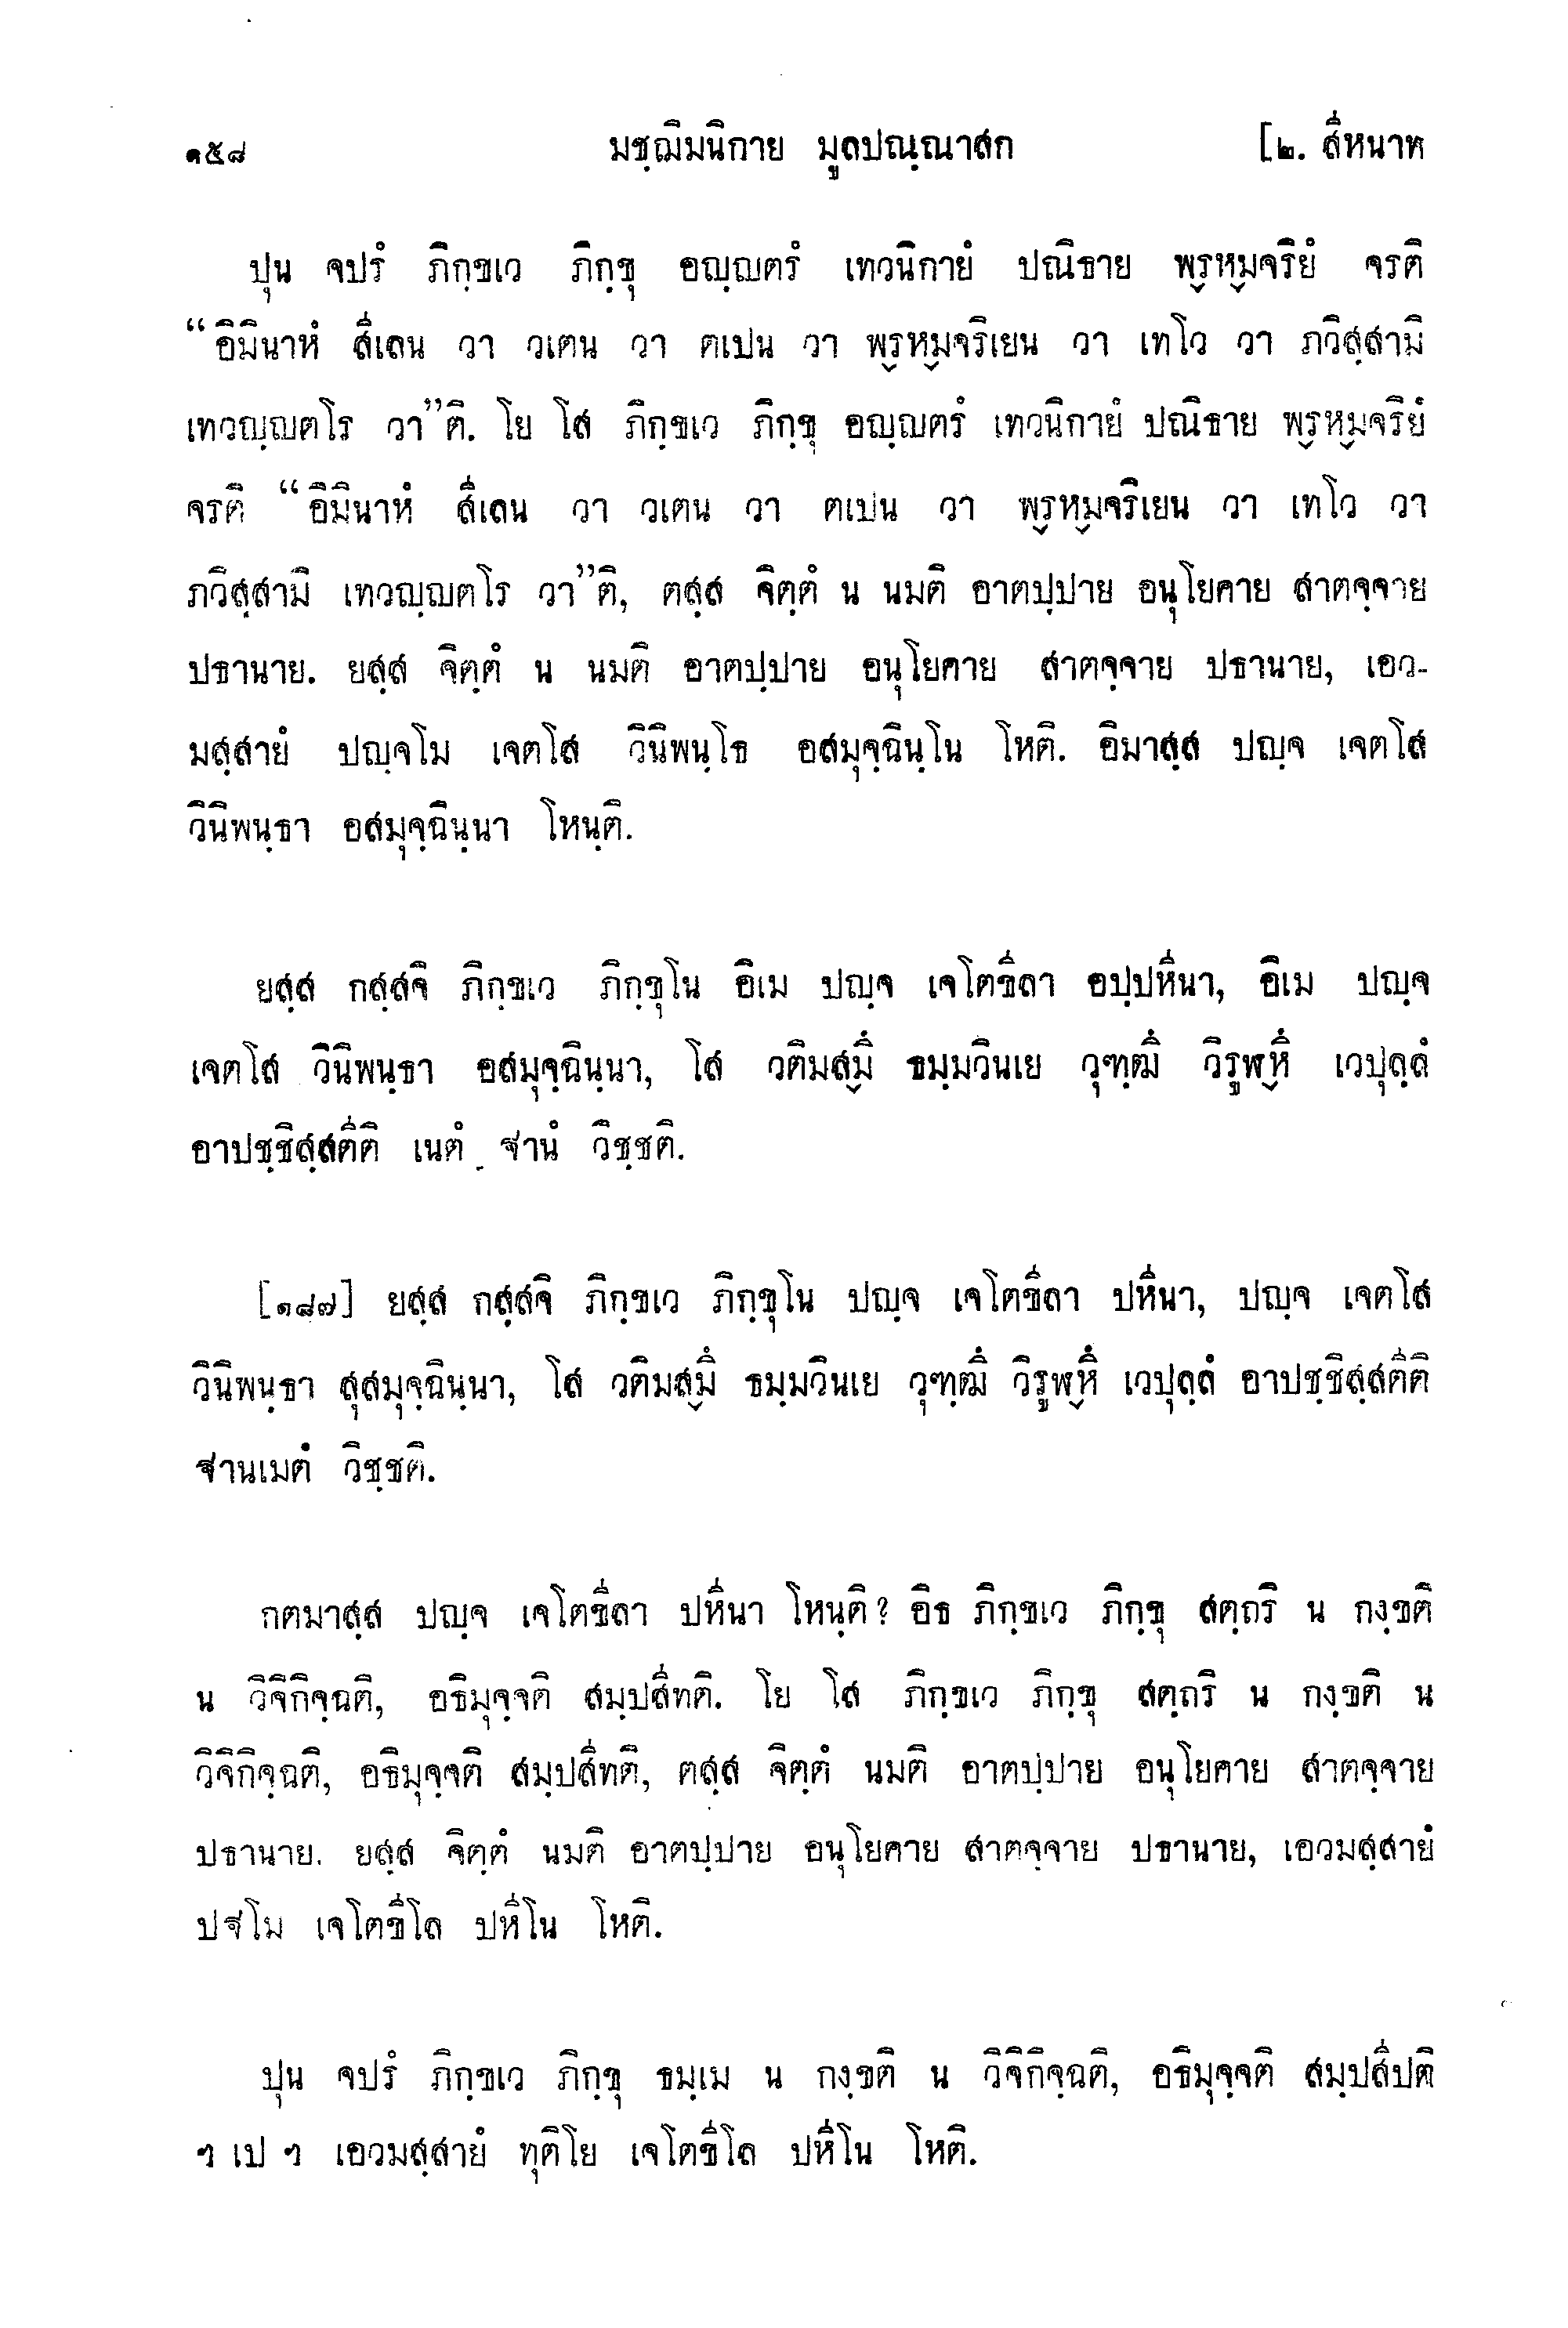 ๑๕๘ มชฺฌิมนิกาย มูลปณฺณาสก [๒. สีหนาท
ปุน จปรํ ภิกฺขเว ภิกฺขุ อญฺญตรํ เทวนิกายํ ปณิธาย พฺรหฺมจริยํ จรติ
“อิมินาหํ สีเลน วา วเตน วา ตเปน วา พฺรหฺมจริเยน วา เทโว วา ภวิสฺสามิ
เทวญฺญตโร วา”ติ. โย โส ภิกฺขเว ภิกฺขุ อญฺญตรํ เทวนิกายํ ปณิธาย พฺรหฺมจริยํ
จรติ “อิมินาหํ สีเลน วา วเตน วา ตเปน วา พฺรหฺมจริเยน วา เทโว วา
ภวิสฺสามิ เทวญฺญตโร วา”ติ, ตสฺส จิตฺตํ น นมติ อาตปฺปาย อนุโยคาย สาตจฺจาย
ปธานาย. ยสฺส จิตฺตํ น นมติ อาตปฺปาย อนุโยคาย สาตจฺจาย ปธานาย, เอว-
มสฺสายํ ปญฺจโม เจตโส วินิพนฺโธ อสมุจฺฉินฺโน โหติ. อิมาสฺส ปญฺจ เจตโส
วินิพนฺธา อสมุจฺฉินฺนา โหนฺติ.
ยสฺส กสฺสจิ ภิกฺขเว ภิกฺขุโน อิเม ปญฺจ เจโตขีลา อปฺปหีนา, อิเม ปญฺจ
เจตโส วินิพนฺธา อสมุจฺฉินฺนา, โส วติมสฺมึ ธมฺมวินเย วุฑฺฒึ วิรูฬฺหึ เวปุลฺลํ
อาปชฺชิสฺสตีติ เนตํ ฐานํ วิชฺชติ.
[๑๘๗] ยสฺส กสฺสจิ ภิกฺขเว ภิกฺขุโน ปญฺจ เจโตขีลา ปหีนา, ปญฺจ เจตโส
วินิพนฺธา สุสมุจฺฉินฺนา, โส วติมสฺมึ ธมฺมวินเย วุฑฺฒึ วิรูฬฺหึ เวปุลฺลํ อาปชฺชิสฺสตีติ
ฐานเมตํ วิชฺชติ.
กตมาสฺส ปญฺจ เจโตขีลา ปหีนา โหนฺติ? อิธ ภิกฺขเว ภิกฺขุ สตฺถริ น กงฺขติ
น วิจิกิจฺฉติ, อธิมุจฺจติ สมฺปสีทติ. โย โส ภิกฺขเว ภิกฺขุ สตฺถริ น กงฺขติ น
วิจิกิจฺฉติ, อธิมุจฺจติ สมฺปสีทติ, ตสฺส จิตฺตํ นมติ อาตปฺปาย อนุโยคาย สาตจฺจาย
ปธานาย. ยสฺส จิตฺตํ นมติ อาตปฺปาย อนุโยคาย สาตจฺจาย ปธานาย, เอวมสฺสายํ
ปฐโม เจโตขีโล ปหีโน โหติ.
ปุน จปรํ ภิกฺขเว ภิกฺขุ ธมฺเม น กงฺขติ น วิจิกิจฺฉติ, อธิมุจฺจติ สมฺปสีปติ
ฯ เป ฯ เอวมสฺสายํ ทุติโย เจโตขีโล ปหีโน โหติ.